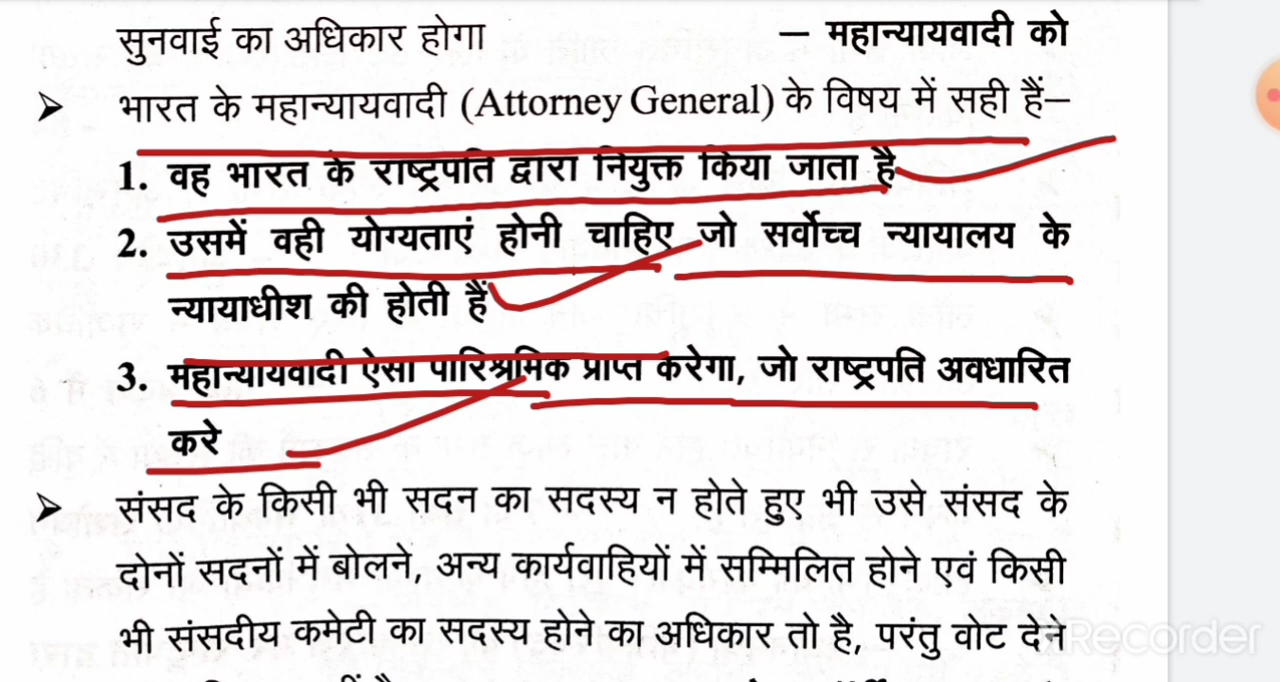 सुनवाई का अधिकार होगा – महान्यायवादी को
➤ भारत के महान्यायवादी (Attorney General) के विषय में सही हैं–
1. वह भारत के राष्ट्रपति द्वारा नियुक्त किया जाता है
2. उसमें वही योग्यताएं होनी चाहिए जो सर्वोच्च न्यायालय के
न्यायाधीश की होती हैं
3. महान्यायवादी ऐसा पारिश्रमिक प्राप्त करेगा, जो राष्ट्रपति अवधारित
करे
➤ संसद के किसी भी सदन का सदस्य न होते हुए भी उसे संसद के
दोनों सदनों में बोलने, अन्य कार्यवाहियों में सम्मिलित होने एवं किसी
भी संसदीय कमेटी का सदस्य होने का अधिकार तो है, परंतु वोट देने
Recorder